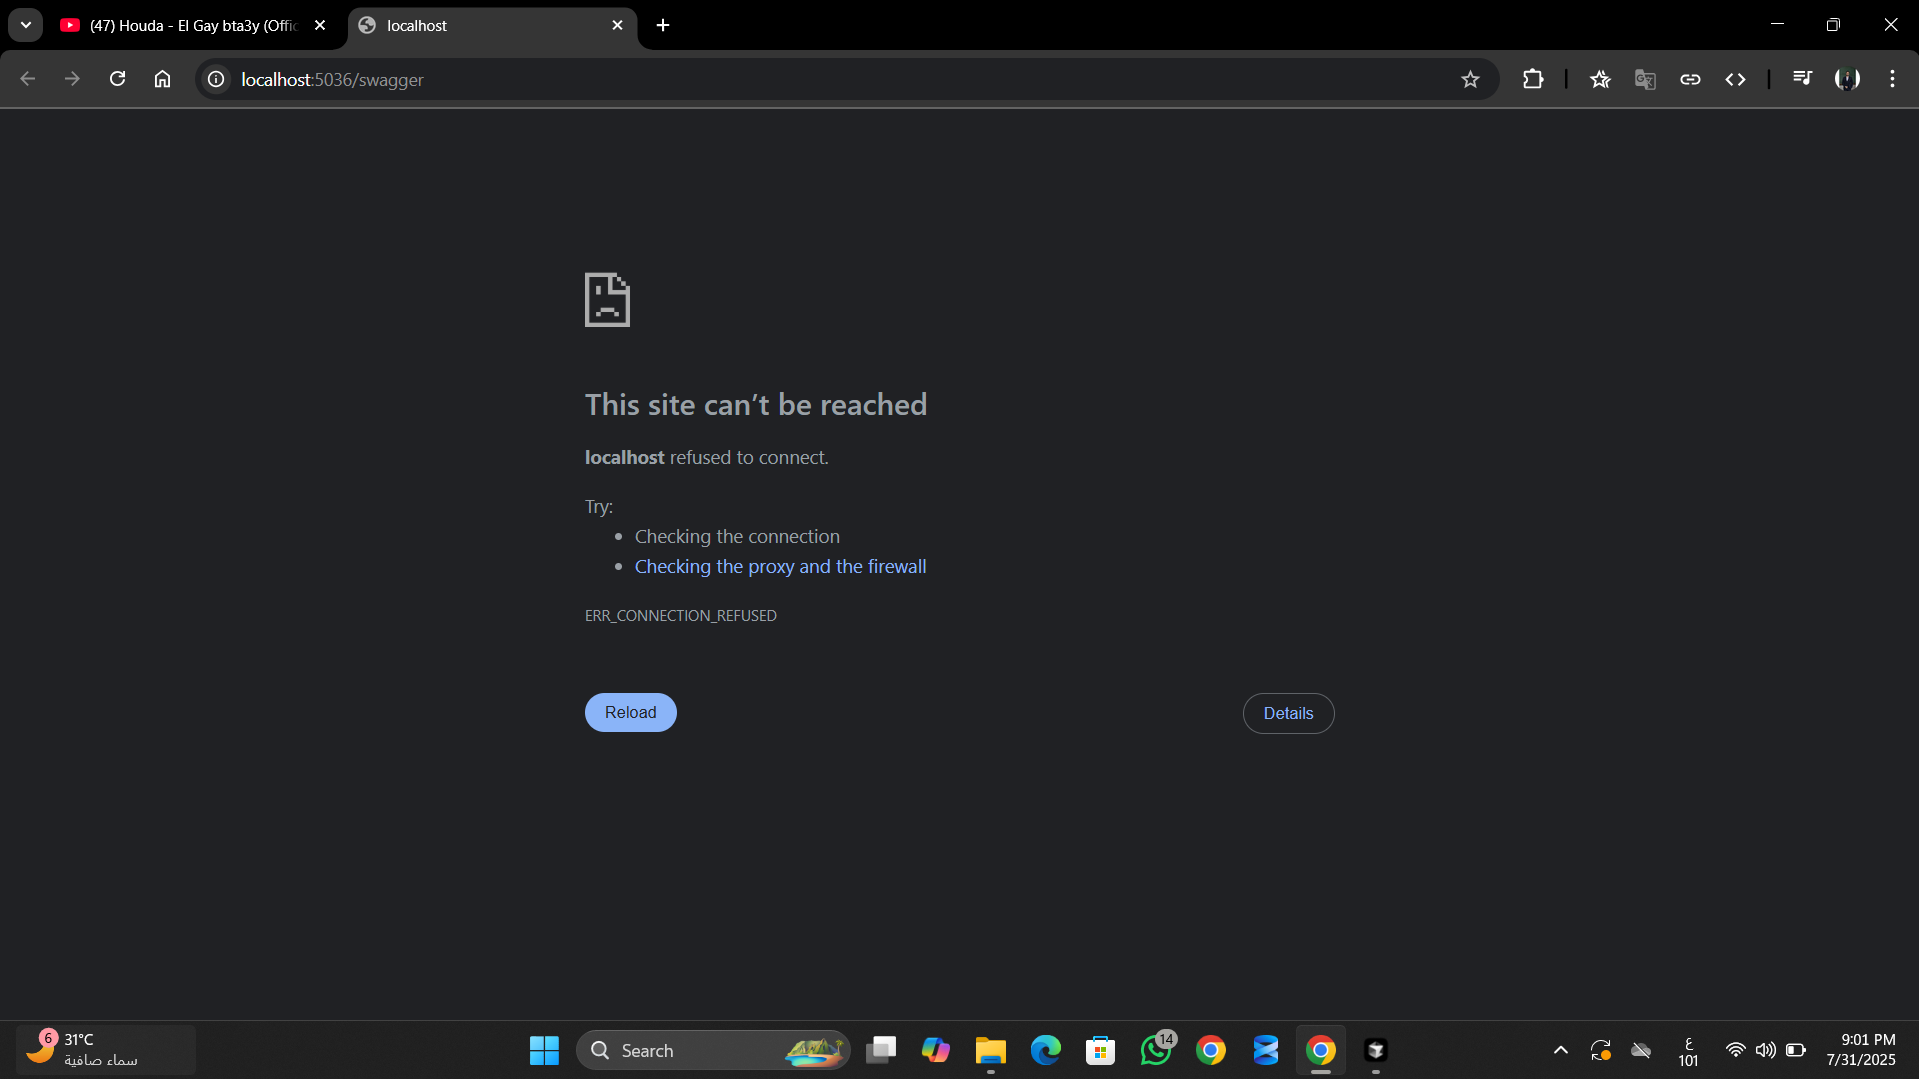 (47) Houda - El Gay bta3y (Offic
localhost
localhost:5036/swagger
This site can’t be reached
localhost refused to connect.
Try:
Checking the connection
Checking the proxy and the firewall
ERR_CONNECTION_REFUSED
Reload
Details
6
31°C
سماء صافية
Search
14
ع
101
9:01 PM
7/31/2025